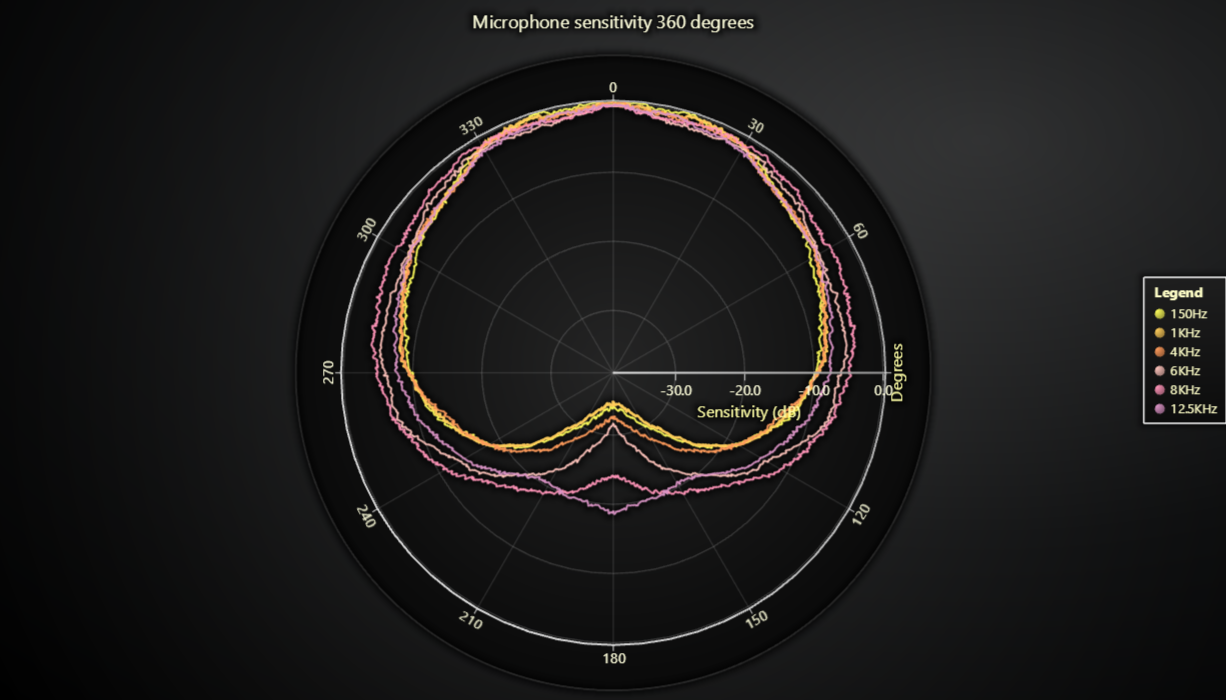 Microphone sensitivity 360 degrees
0
330
30
300
60
270
-30.0
-20.0
-10.0
0.0
Degrees
Sensitivity (dB)
240
120
210
150
180
Legend
150Hz
1KHz
4KHz
6KHz
8KHz
12.5KHz